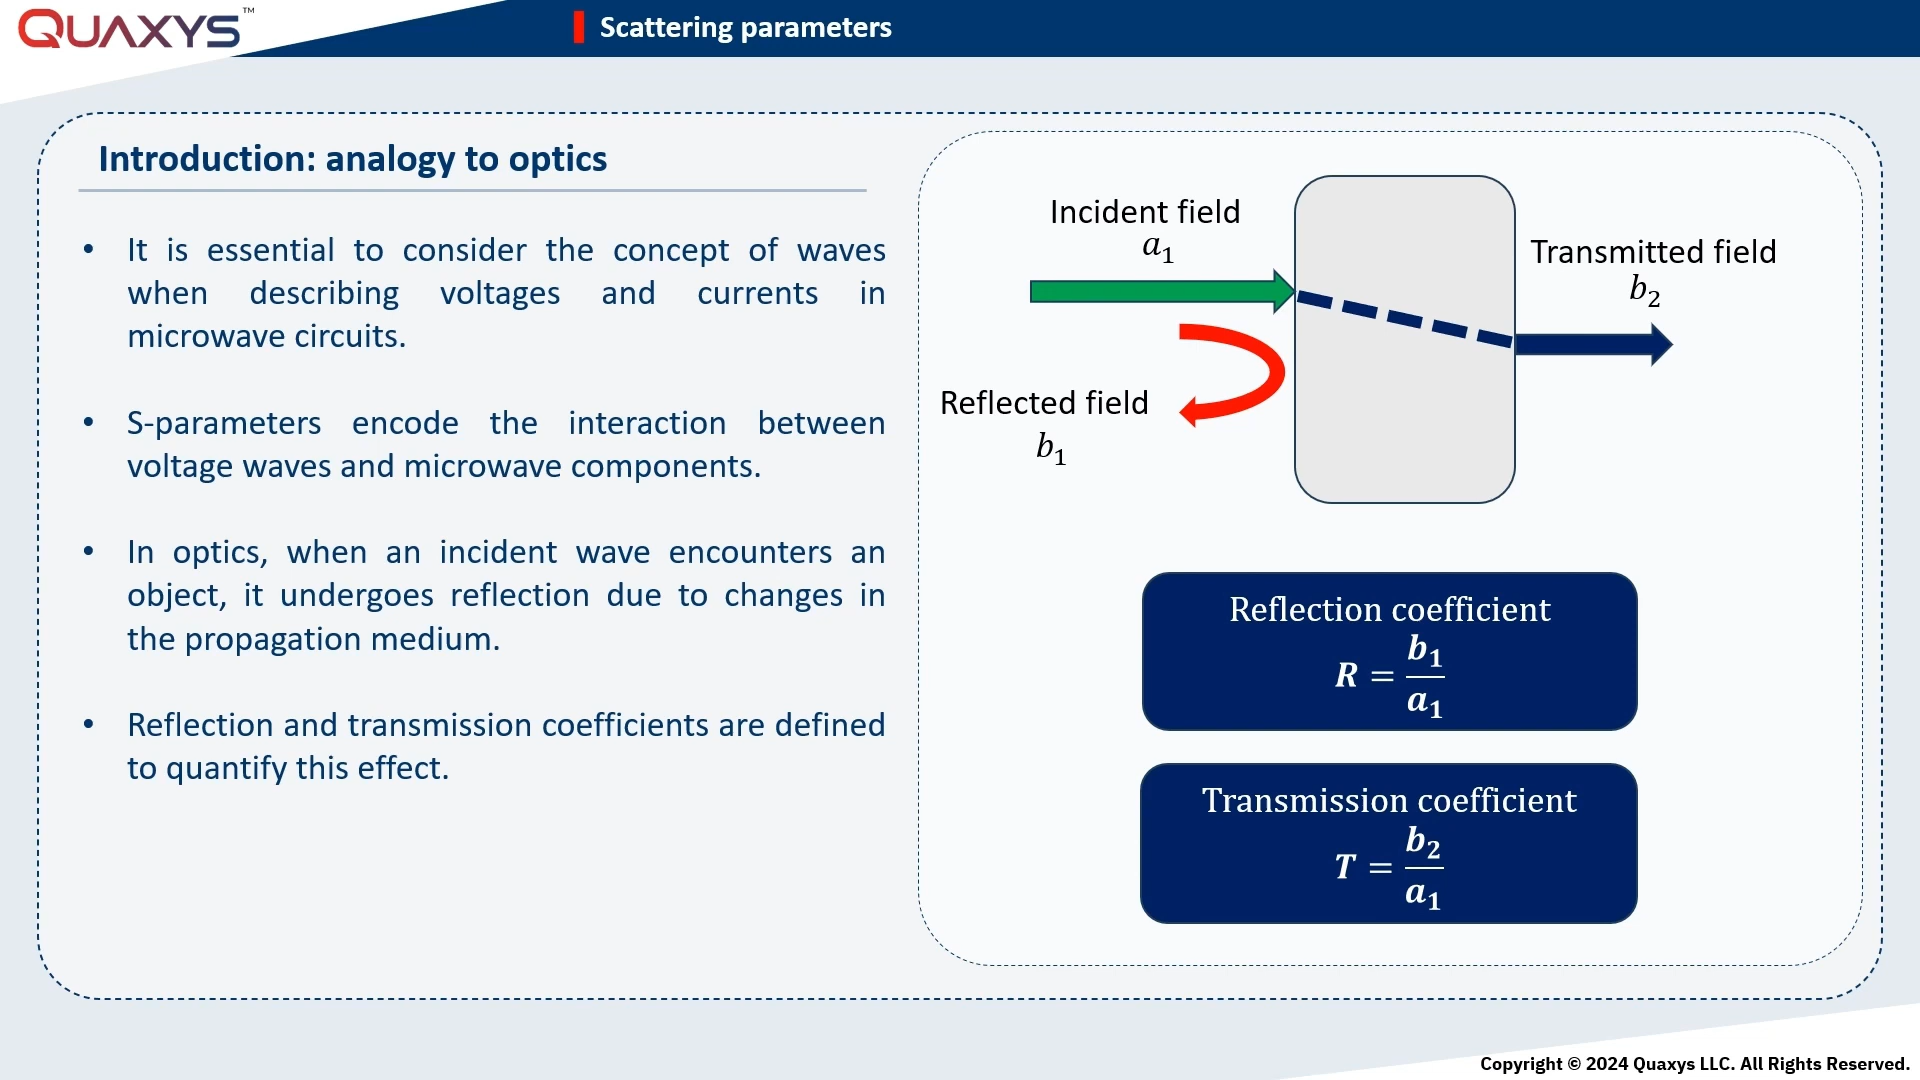 QUAXYS™
Scattering parameters
Introduction: analogy to optics
• It is essential to consider the concept of waves
when describing voltages and currents in
microwave circuits.
• S-parameters encode the interaction between
voltage waves and microwave components.
• In optics, when an incident wave encounters an
object, it undergoes reflection due to changes in
the propagation medium.
• Reflection and transmission coefficients are defined
to quantify this effect.
Incident field
a₁
Transmitted field
b₂
Reflected field
b₁
Reflection coefficient
R = b₁/a₁
Transmission coefficient
T = b₂/a₁
Copyright © 2024 Quaxys LLC. All Rights Reserved.